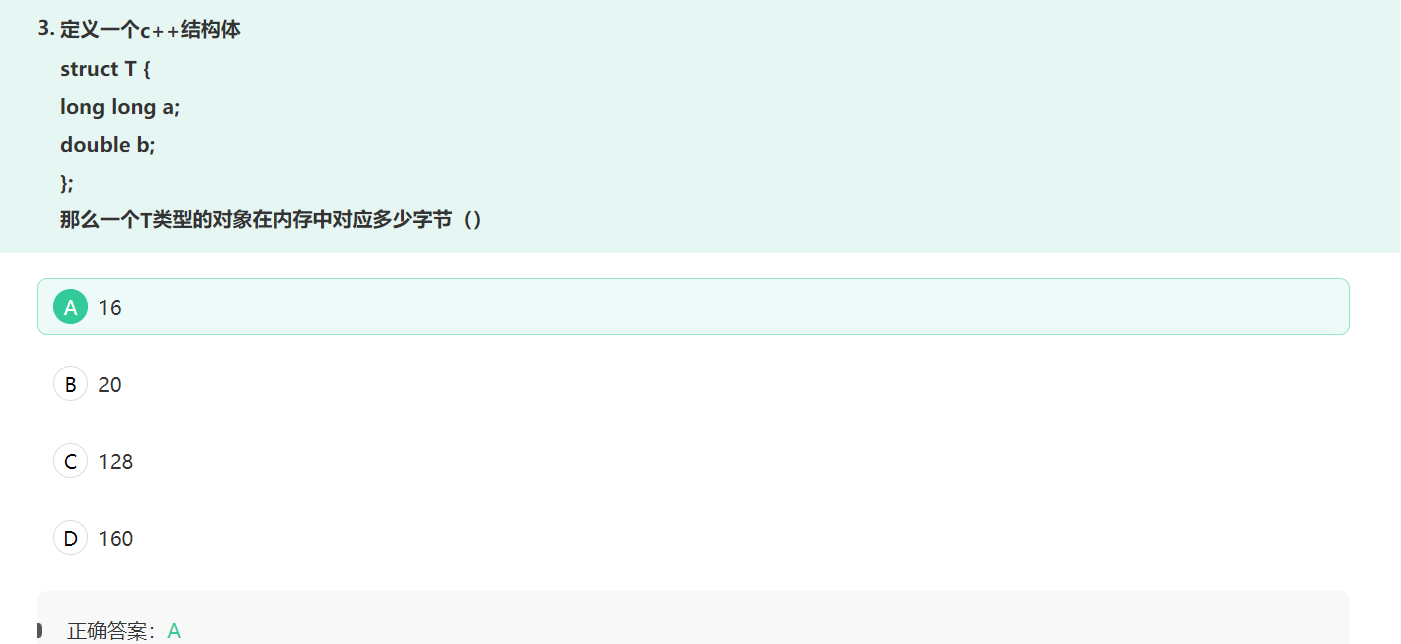 3. 定义一个c++结构体
struct T {
long long a;
double b;
};
那么一个T类型的对象在内存中对应多少字节（）
A 16
B 20
C 128
D 160
正确答案：A